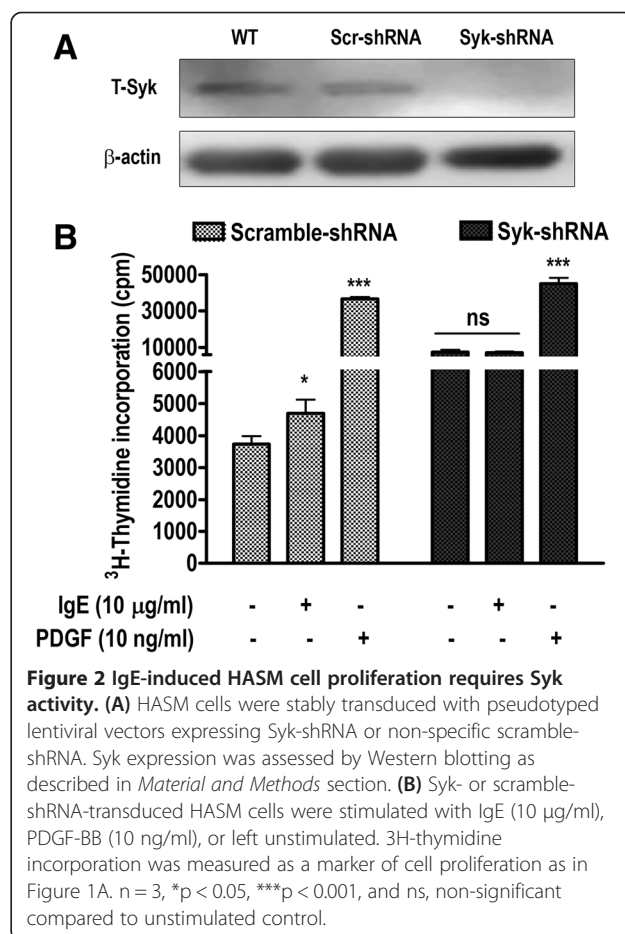 A
WT Scr-shRNA Syk-shRNA
T-Syk
β-actin
B
Scramble-shRNA Syk-shRNA
³H-Thymidine incorporation (cpm)
50000
30000
10000
6000
5000
4000
3000
2000
1000
0
* *** ns ***
IgE (10 µg/ml) - + - - + -
PDGF (10 ng/ml) - - + - - +
Figure 2 IgE-induced HASM cell proliferation requires Syk
activity. (A) HASM cells were stably transduced with pseudotyped
lentiviral vectors expressing Syk-shRNA or non-specific scramble-
shRNA. Syk expression was assessed by Western blotting as
described in Material and Methods section. (B) Syk- or scramble-
shRNA-transduced HASM cells were stimulated with IgE (10 µg/ml),
PDGF-BB (10 ng/ml), or left unstimulated. 3H-thymidine
incorporation was measured as a marker of cell proliferation as in
Figure 1A. n = 3, *p < 0.05, ***p < 0.001, and ns, non-significant
compared to unstimulated control.